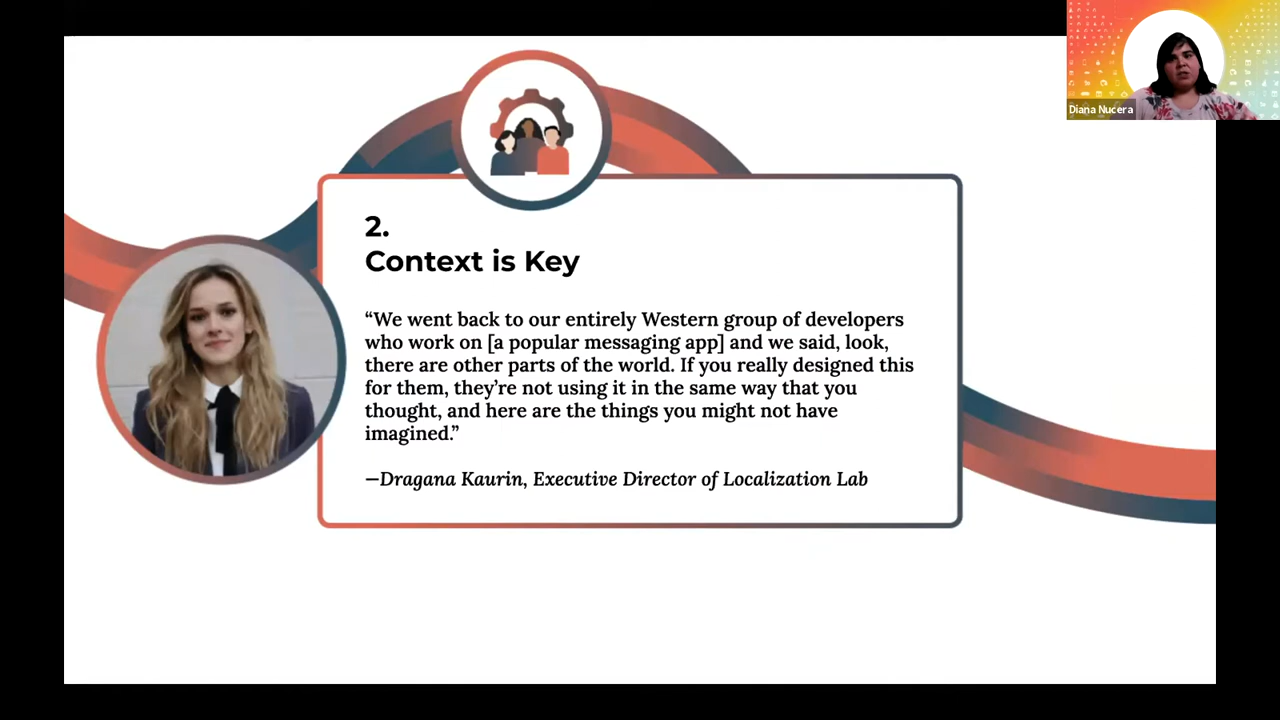 Diana Nucera
2.
Context is Key
“We went back to our entirely Western group of developers
who work on [a popular messaging app] and we said, look,
there are other parts of the world. If you really designed this
for them, they’re not using it in the same way that you
thought, and here are the things you might not have
imagined.”
—Dragana Kaurin, Executive Director of Localization Lab